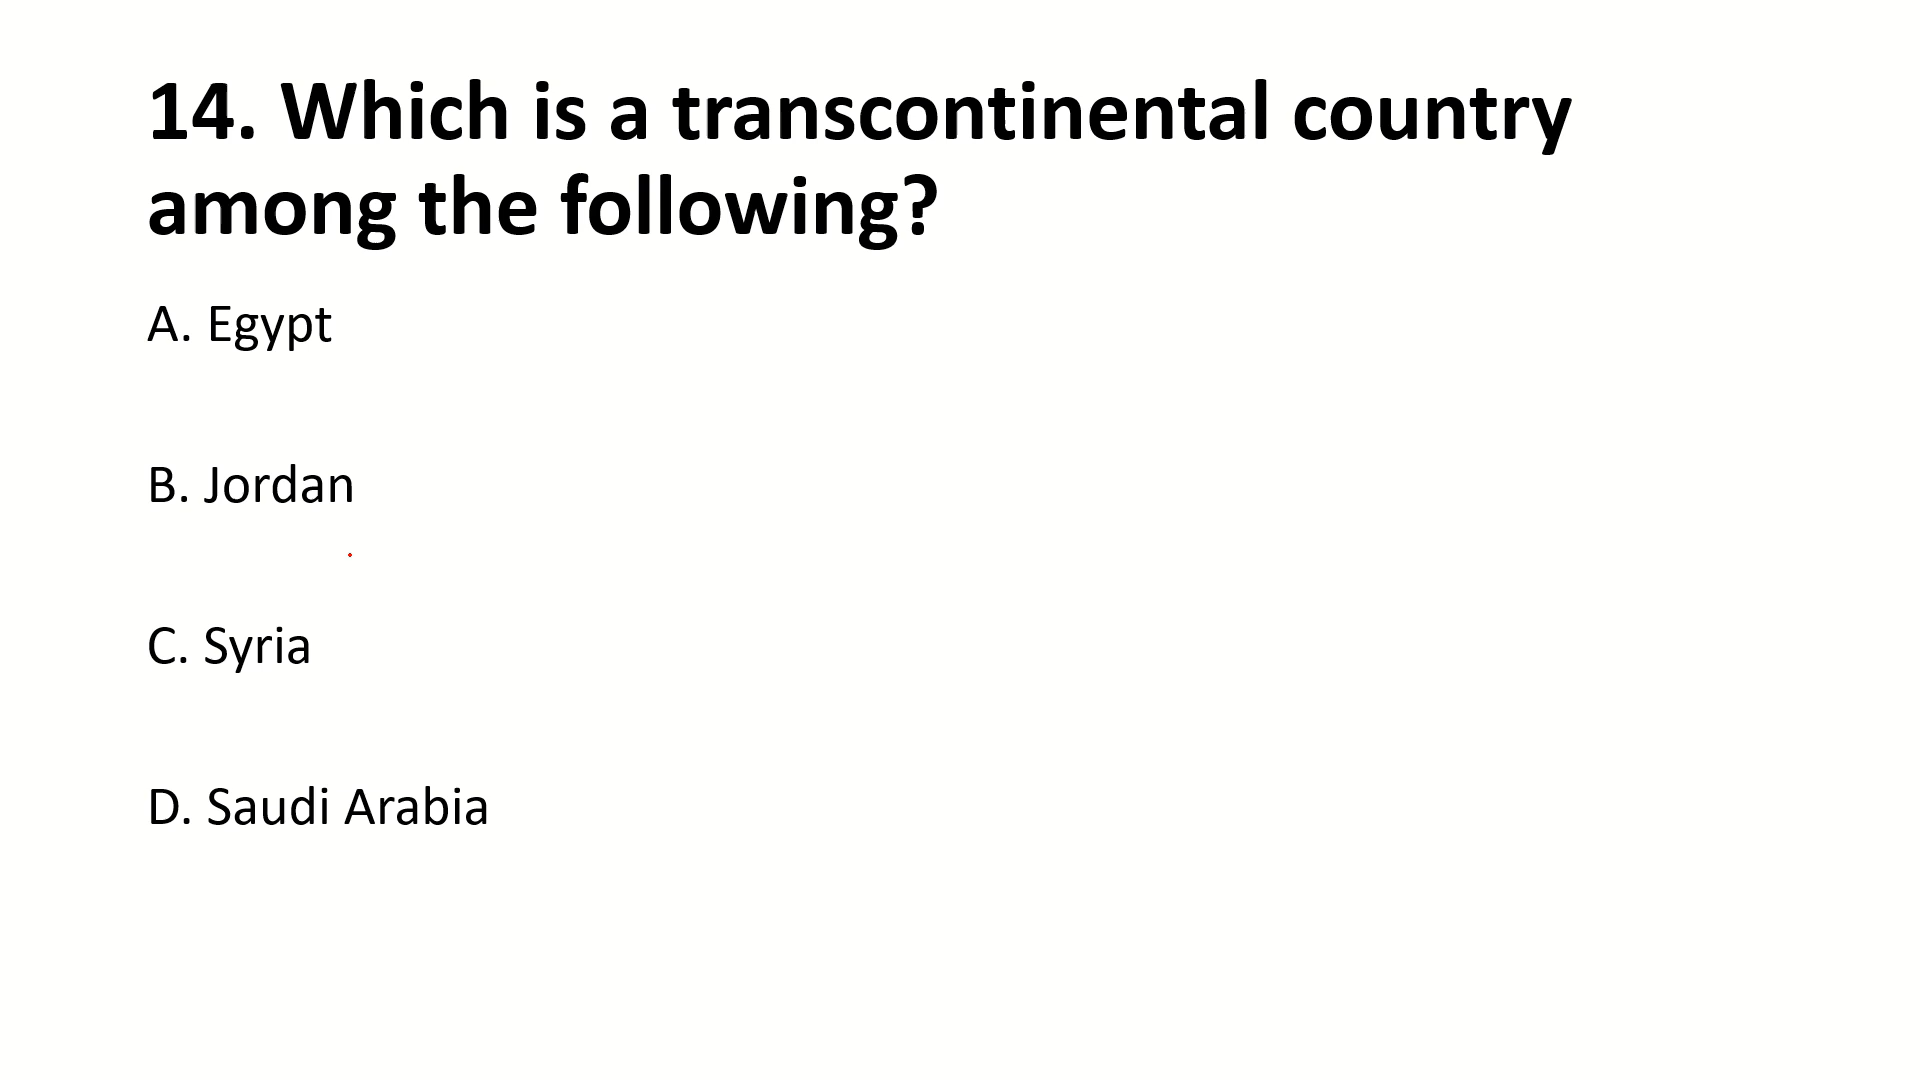 14. Which is a transcontinental country
among the following?
A. Egypt
B. Jordan
C. Syria
D. Saudi Arabia